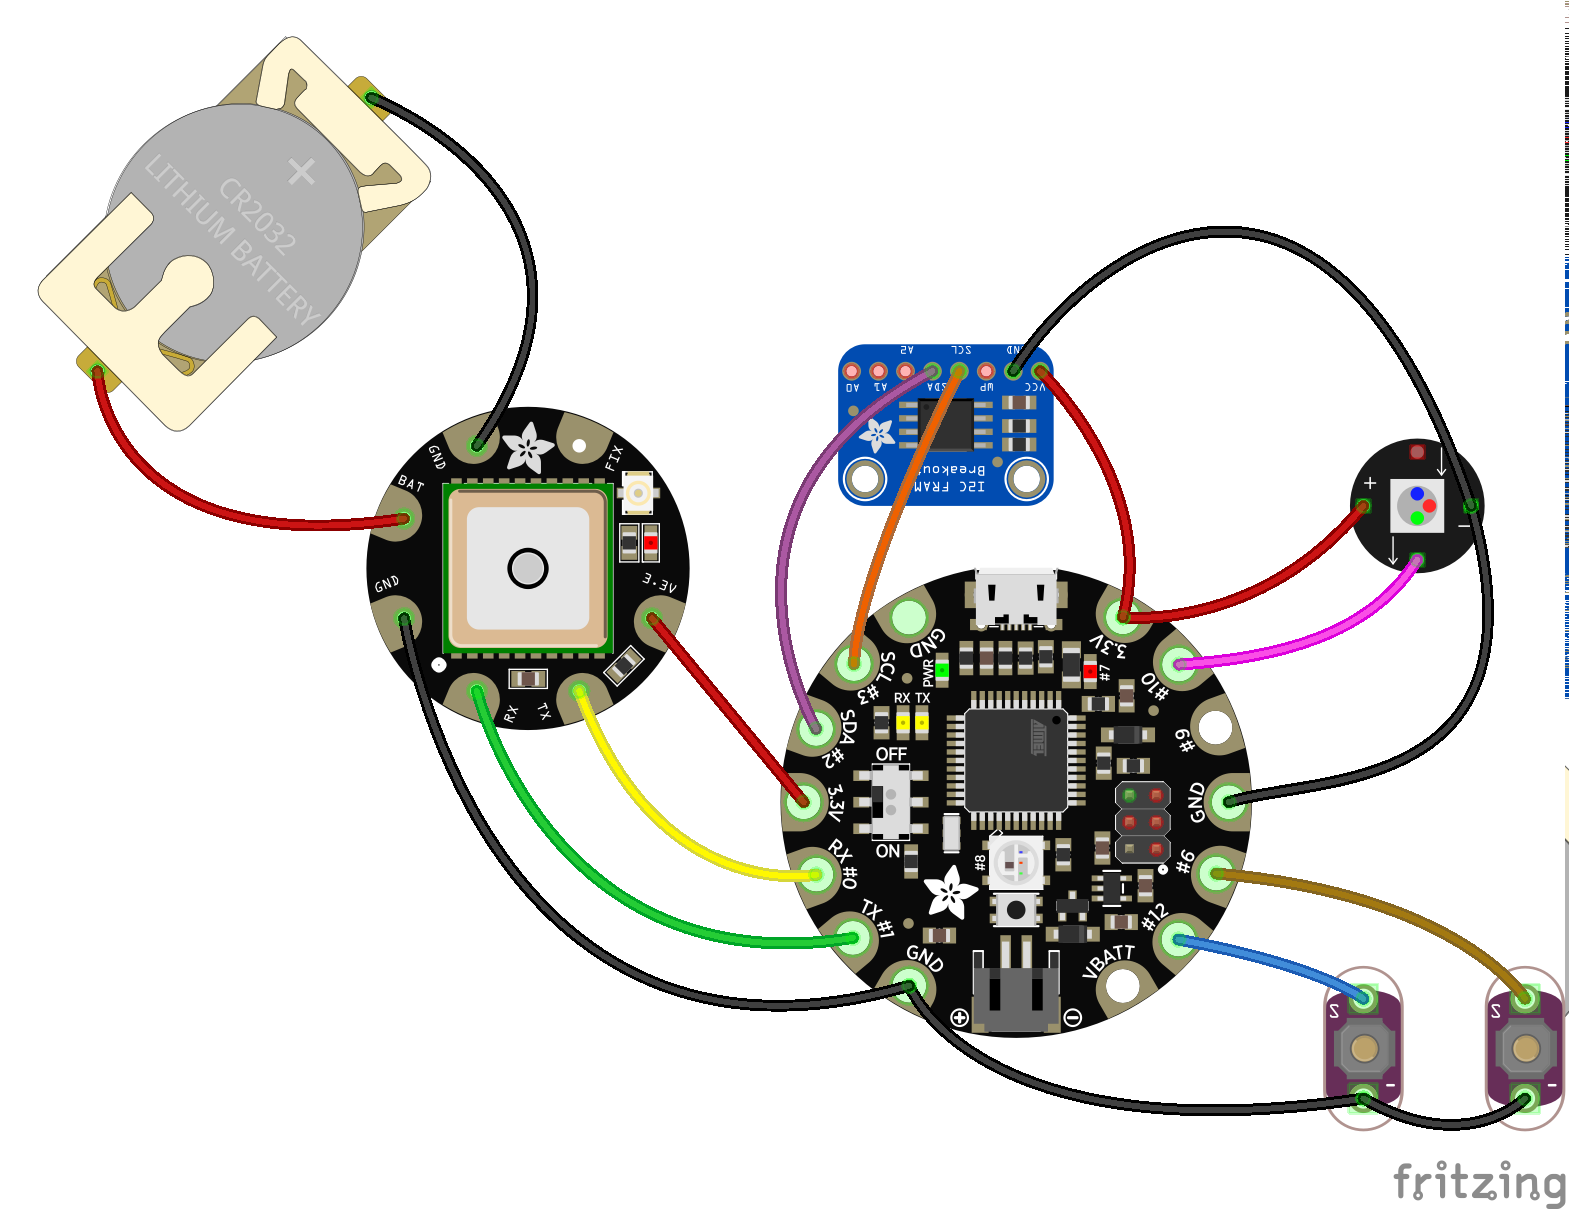 +
CR2032
LITHIUM BATTERY
GND
FIX
BAT
GND
3.3V
RX
TX
A2
SCL
GND
A0
A1
SDA
WP
VCC
I2C FRAM
Breakout
+
-
GND
3.3V
SCL
#3
PWR
#7
#10
RX TX
SDA
#2
#9
OFF
ATMEL
3.3V
GND
ON
RX #0
#8
#6
TX #1
#12
GND
VBATT
+
-
S
-
S
-
fritzing